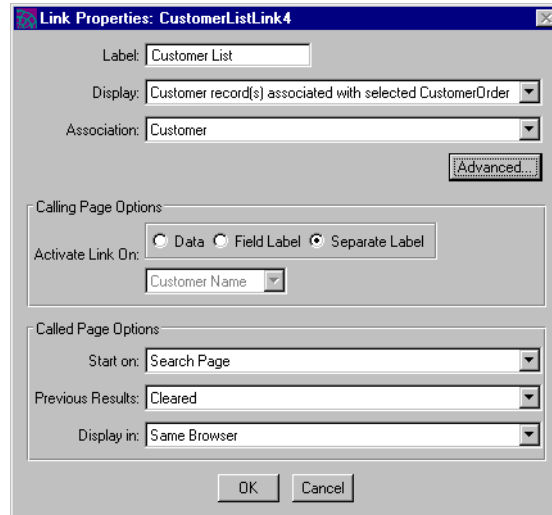 Link Properties: CustomerListLink4
Label: Customer List
Display: Customer record(s) associated with selected CustomerOrder
Association: Customer
Advanced...
Calling Page Options
Activate Link On: Data Field Label Separate Label
Customer Name
Called Page Options
Start on: Search Page
Previous Results: Cleared
Display in: Same Browser
OK Cancel